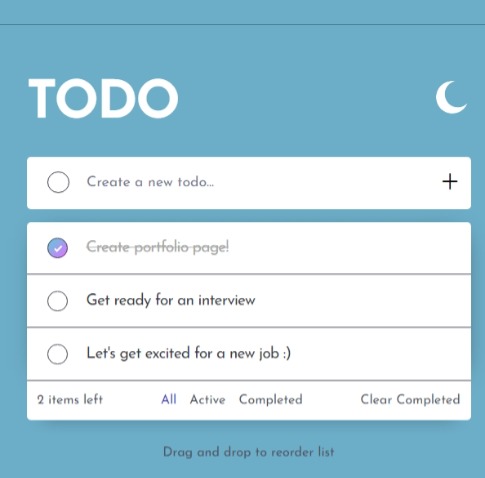 TODO
Create a new todo...
Create portfolio page!
Get ready for an interview
Let's get excited for a new job :)
2 items left All Active Completed Clear Completed
Drag and drop to reorder list